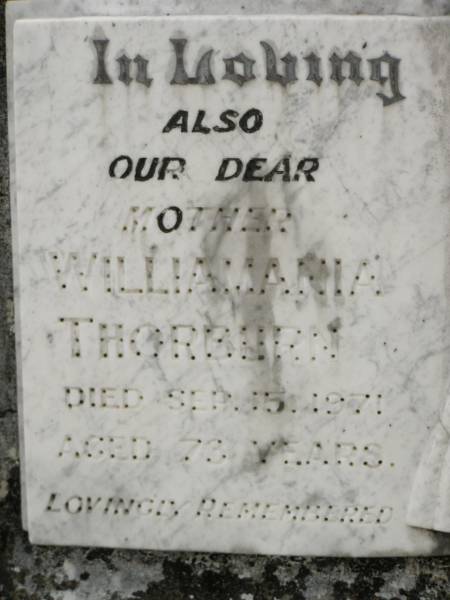 In Loving
ALSO
OUR DEAR
MOTHER
WILLIAMANIA
THORBURN
DIED SEP. 15. 1971
AGED 73 YEARS.
LOVINGLY REMEMBERED